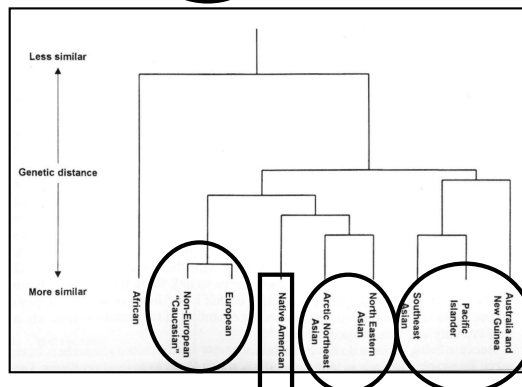 Less similar
Genetic distance
More similar
African
Non-European
"Caucasian"
European
Native American
Arctic Northeast
Asian
North Eastern
Asian
Southeast
Asian
Pacific
Islander
Australia and
New Guinea